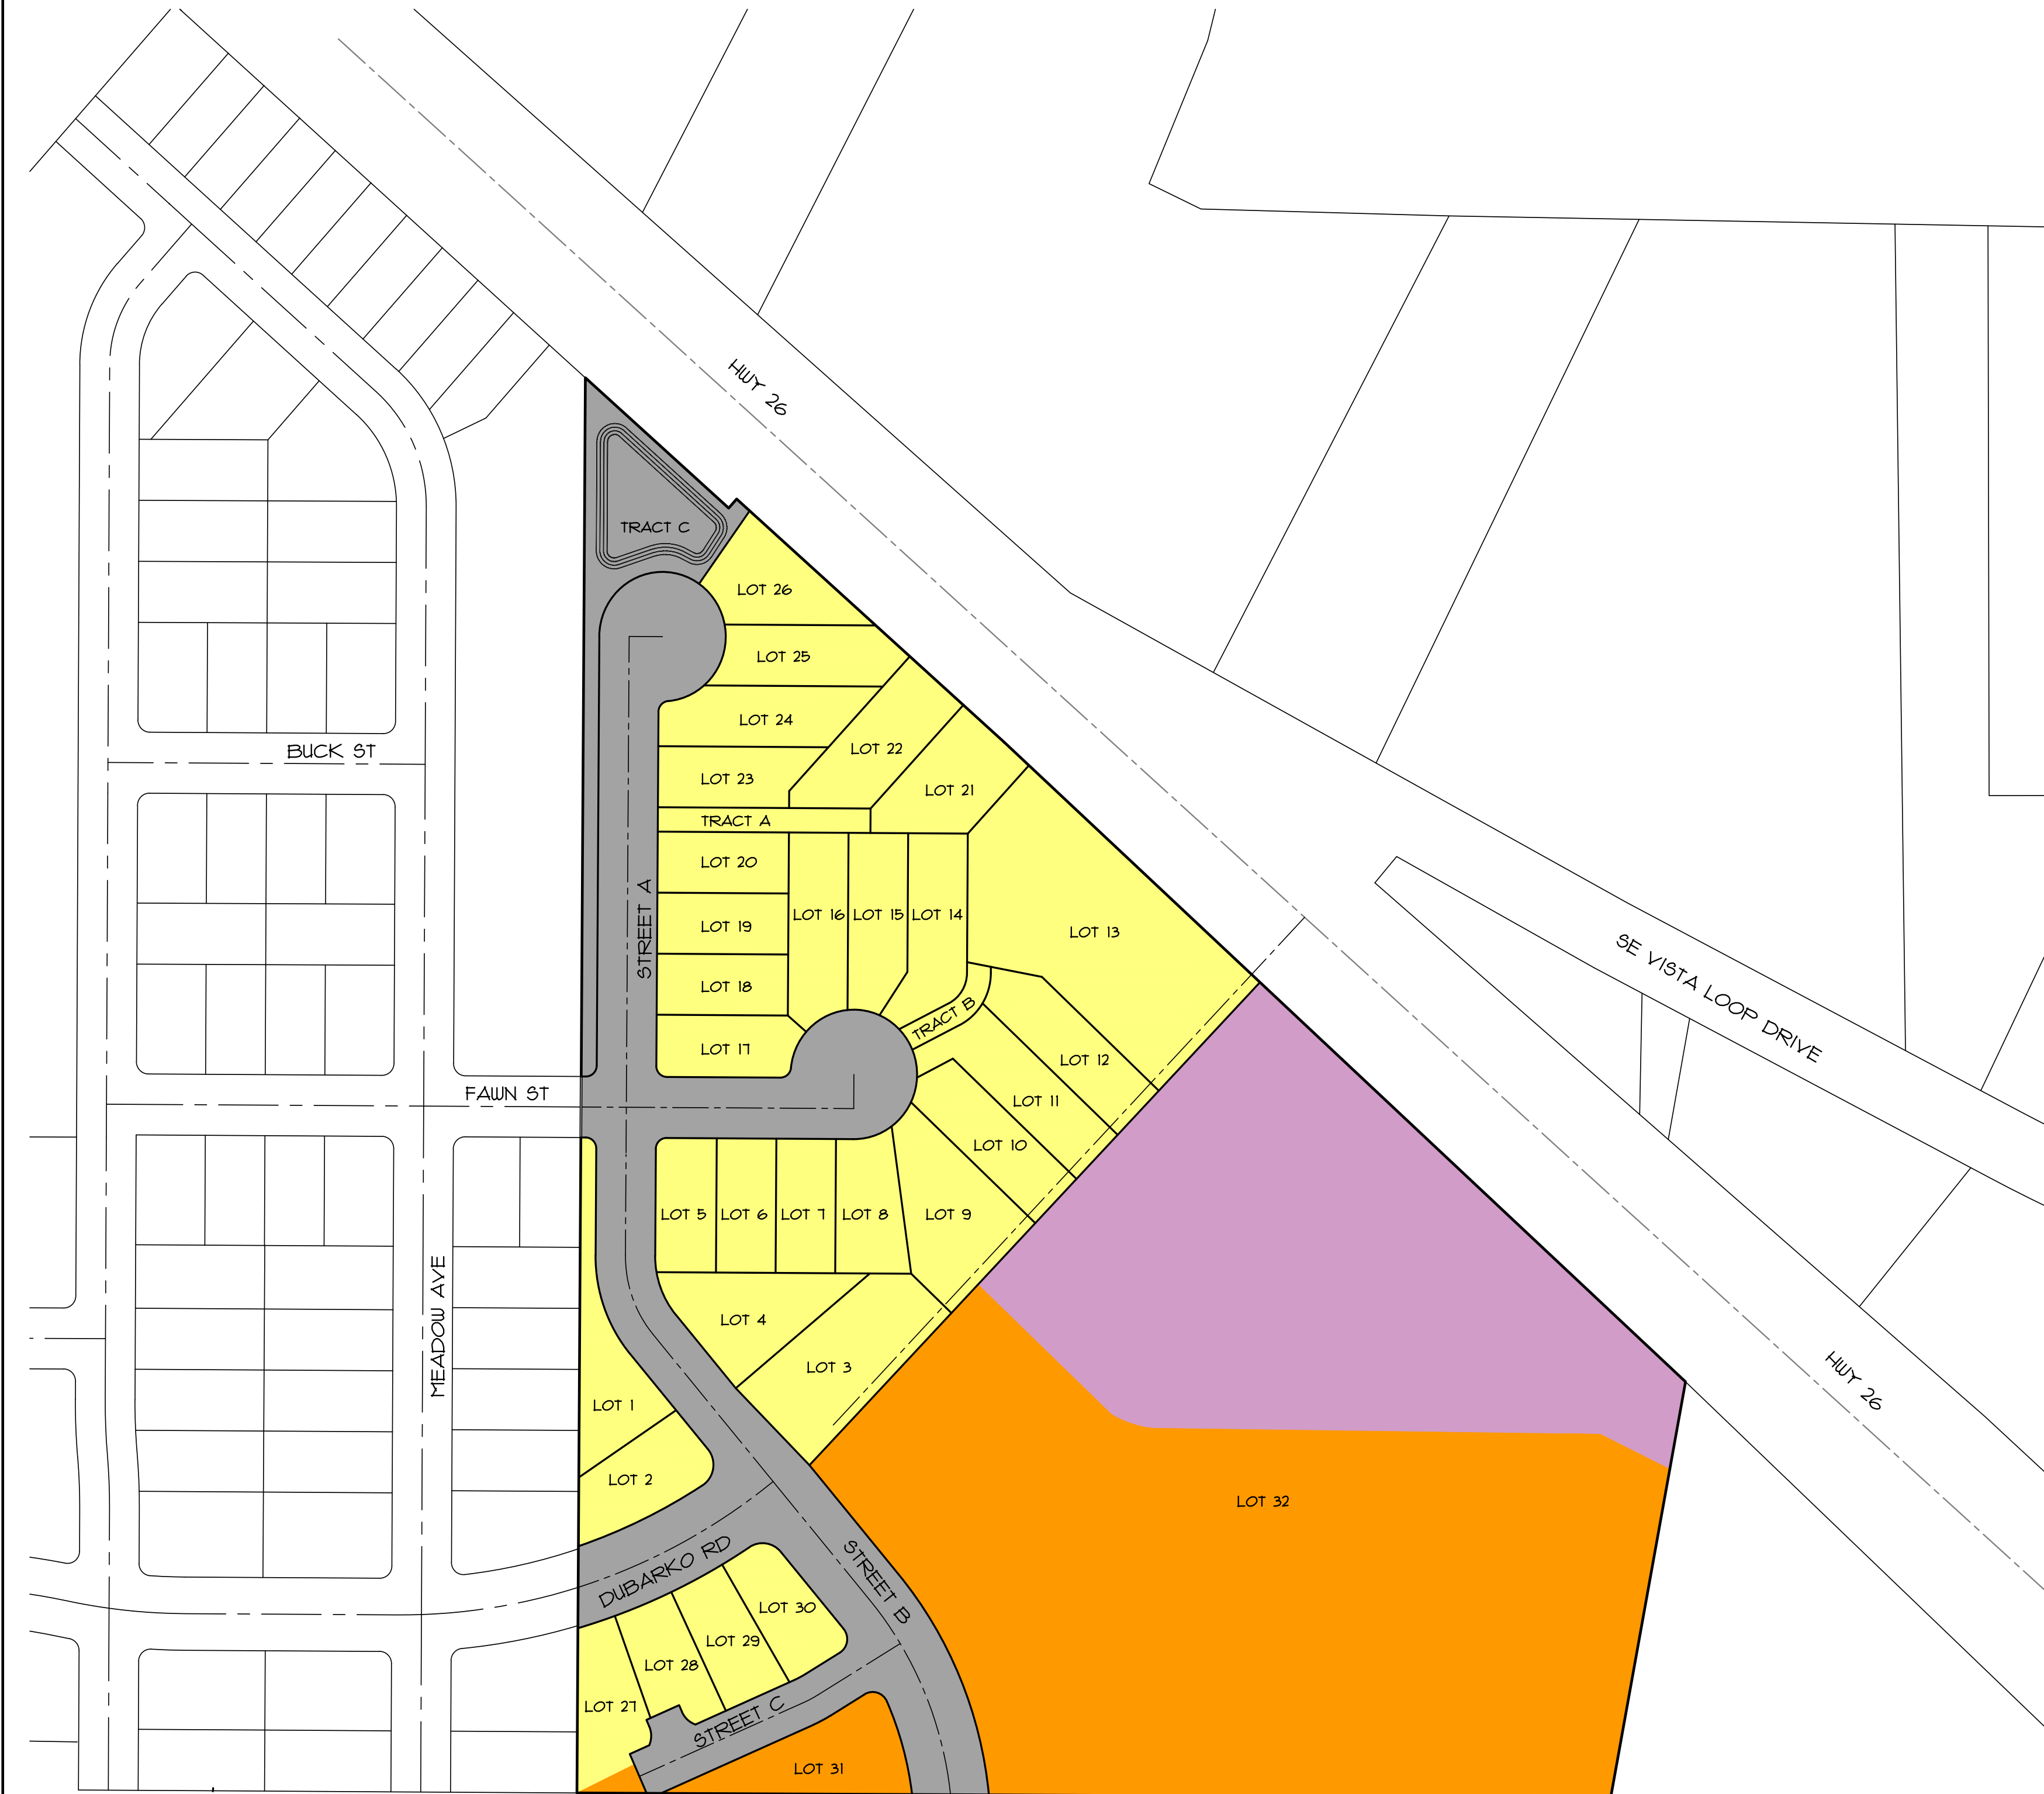 HWY 26
TRACT C
LOT 26
LOT 25
LOT 24
LOT 22
BUCK ST
LOT 23
LOT 21
TRACT A
LOT 20
LOT 16
LOT 15
LOT 14
LOT 19
LOT 13
STREET A
SE VISTA LOOP DRIVE
LOT 18
TRACT B
LOT 17
LOT 12
FAWN ST
LOT 11
LOT 10
LOT 5
LOT 6
LOT 7
LOT 8
LOT 9
MEADOW AVE
LOT 4
LOT 3
HWY 26
LOT 1
LOT 2
LOT 32
DUBARKO RD
STREET B
LOT 30
LOT 29
LOT 28
LOT 27
STREET C
LOT 31